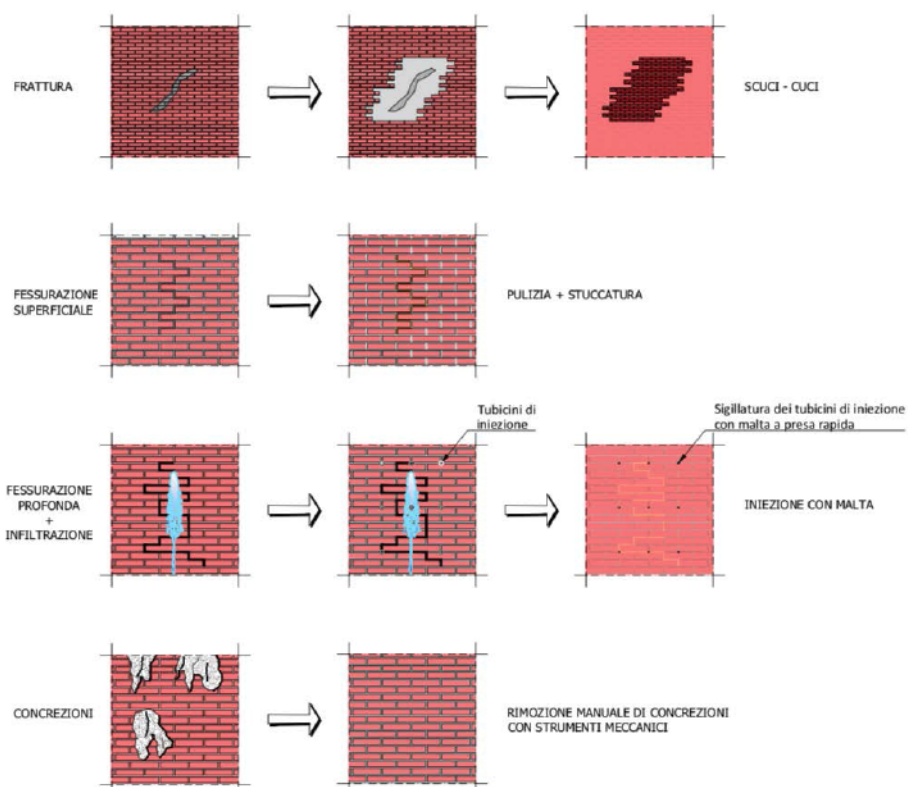 FRATTURA
SCUCI - CUCI
FESSURAZIONE
SUPERFICIALE
PULIZIA + STUCCATURA
Tubicini di
iniezione
Sigillatura dei tubicini di iniezione
con malta a presa rapida
FESSURAZIONE
PROFONDA
+
INFILTRAZIONE
INIEZIONE CON MALTA
CONCREZIONI
RIMOZIONE MANUALE DI CONCREZIONI
CON STRUMENTI MECCANICI